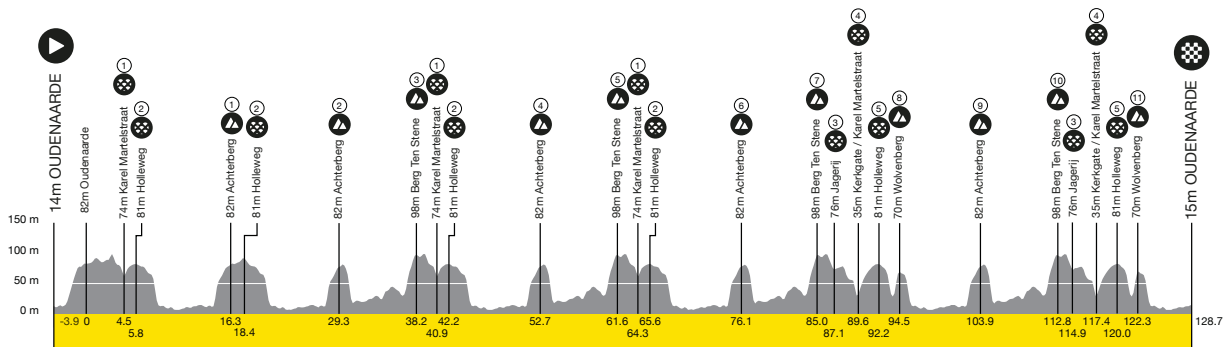 14m OUDENAARDE
82m Oudenaarde
1
74m Karel Martelstraat
2
81m Holleweg
1
82m Achterberg
2
81m Holleweg
2
82m Achterberg
3
98m Berg Ten Stene
1
74m Karel Martelstraat
2
81m Holleweg
4
82m Achterberg
5
98m Berg Ten Stene
1
74m Karel Martelstraat
2
81m Holleweg
6
82m Achterberg
7
98m Berg Ten Stene
3
76m Jagerij
4
35m Kerkgate / Karel Martelstraat
5
81m Holleweg
8
70m Wolvenberg
9
82m Achterberg
10
98m Berg Ten Stene
3
76m Jagerij
4
35m Kerkgate / Karel Martelstraat
5
81m Holleweg
11
70m Wolvenberg
15m OUDENAARDE
150 m
100 m
50 m
0 m
-3.9 0 4.5 16.3 29.3 38.2 42.2 52.7 61.6 65.6 76.1 85.0 89.6 94.5 103.9 112.8 117.4 122.3 128.7
5.8 18.4 40.9 64.3 87.1 92.2 114.9 120.0